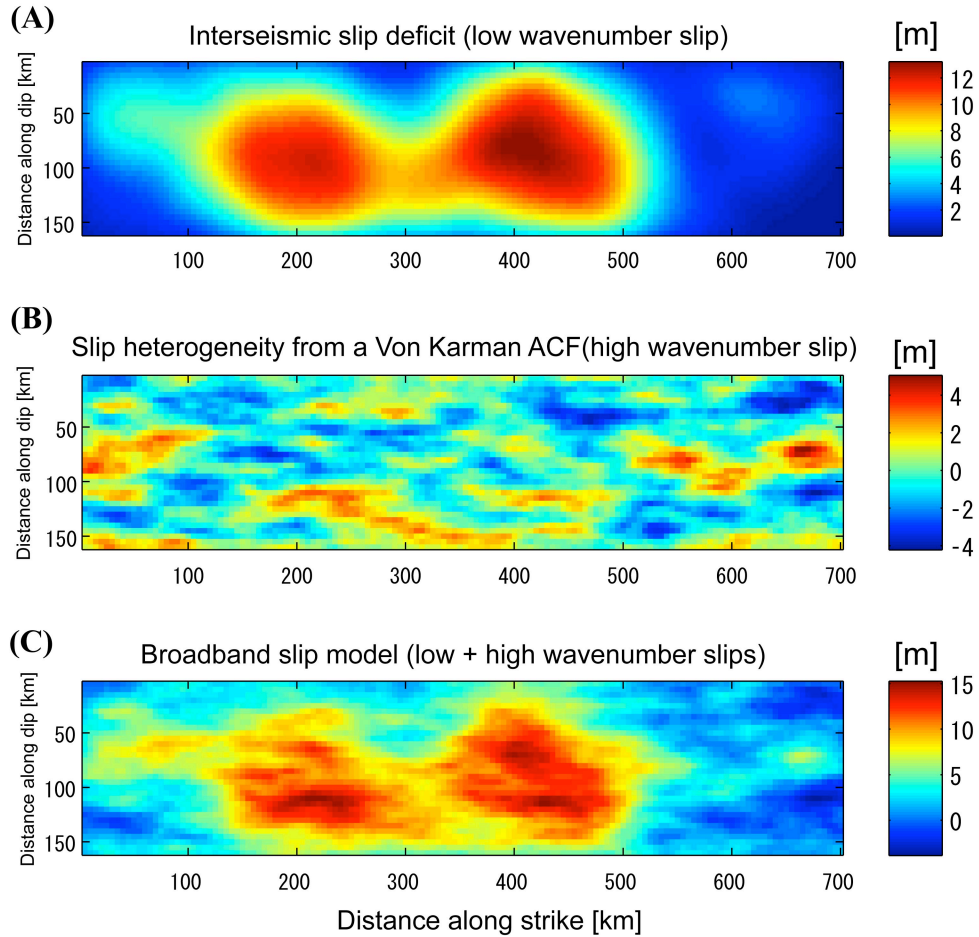 (A)
Interseismic slip deficit (low wavenumber slip)
[m]
Distance along dip [km]
50
100
150
100 200 300 400 500 600 700
12
10
8
6
4
2
(B)
Slip heterogeneity from a Von Karman ACF(high wavenumber slip)
[m]
Distance along dip [km]
50
100
150
100 200 300 400 500 600 700
4
2
0
-2
-4
(C)
Broadband slip model (low + high wavenumber slips)
[m]
Distance along dip [km]
50
100
150
100 200 300 400 500 600 700
15
10
5
0
Distance along strike [km]